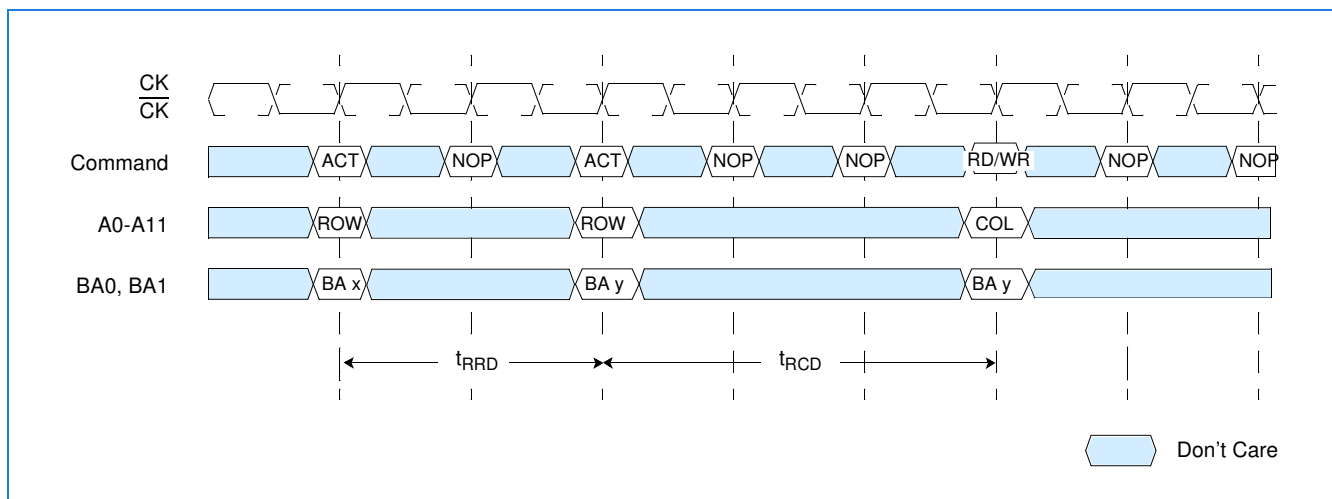 CK
CK
Command ACT NOP ACT NOP NOP RD/WR NOP NOP
A0-A11 ROW ROW COL
BA0, BA1 BA x BA y BA y
tRRD tRCD
Don't Care